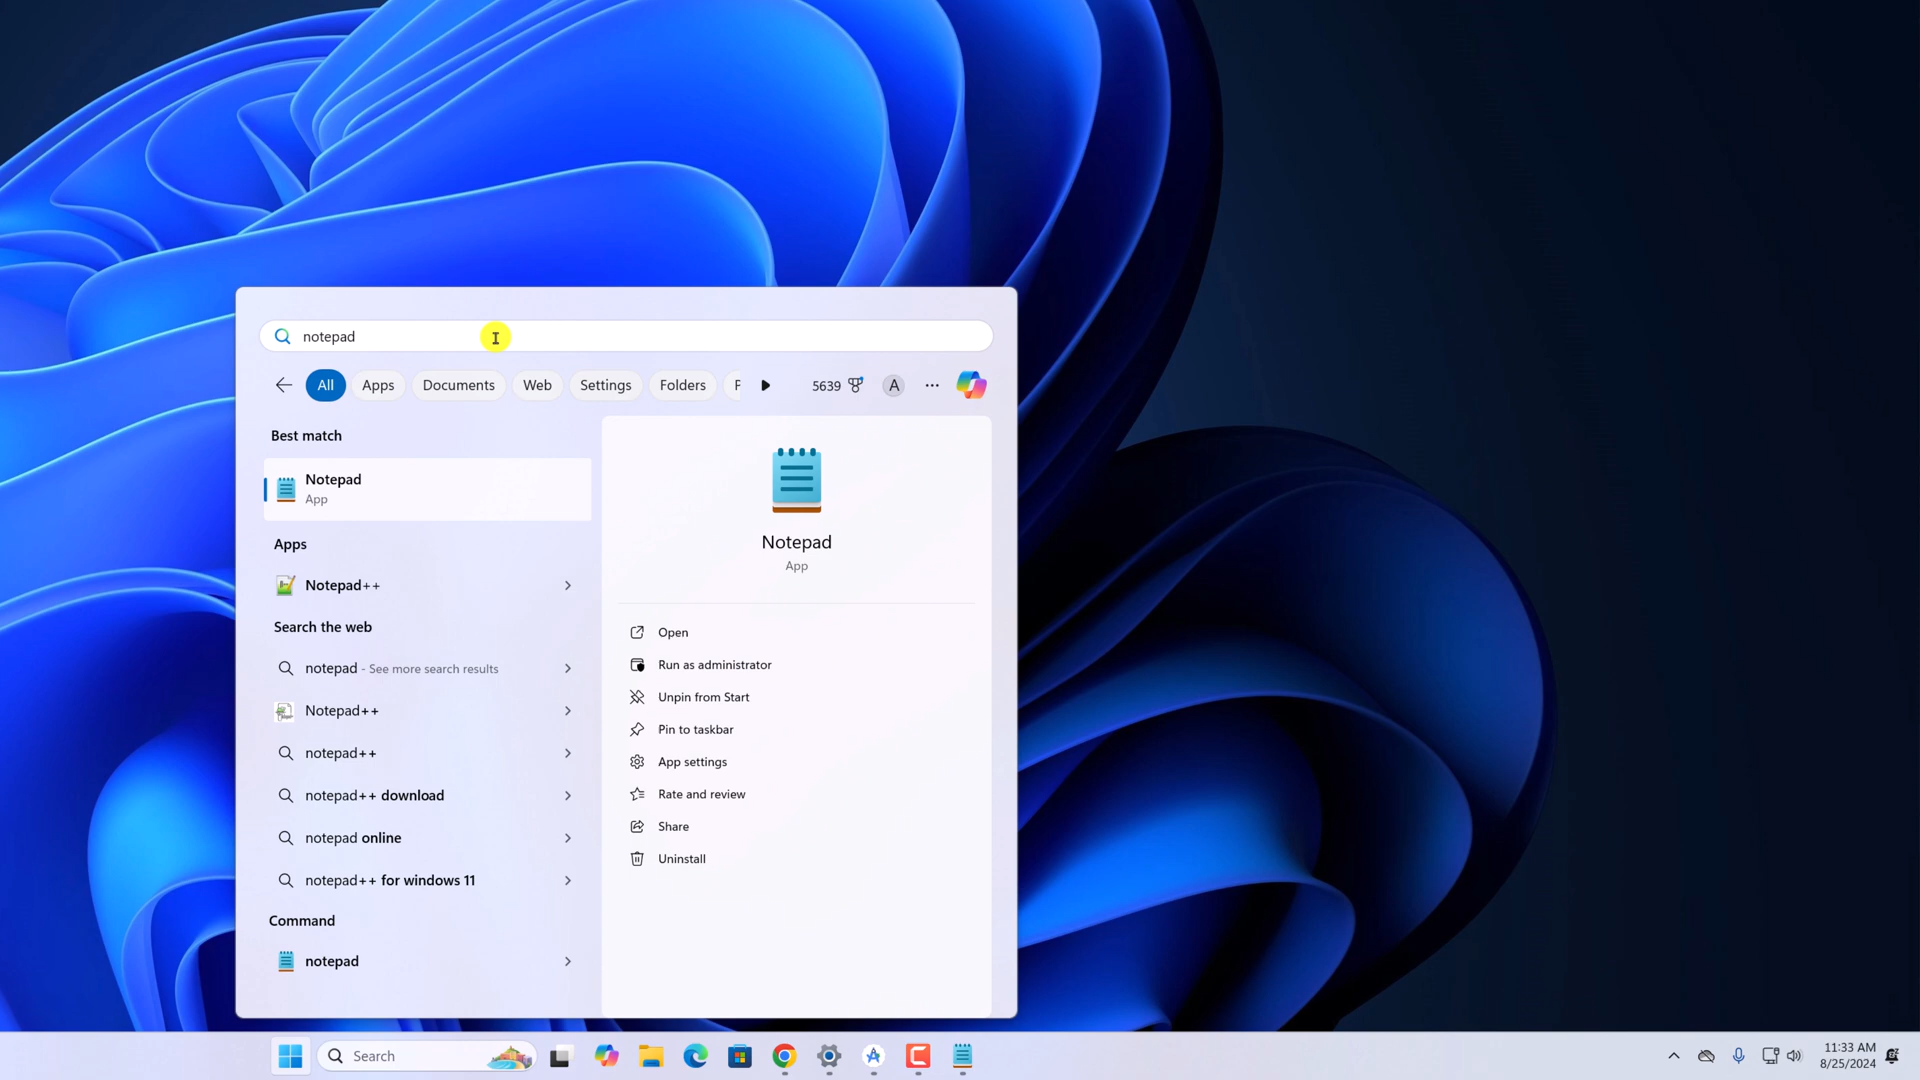 notepad
All Apps Documents Web Settings Folders P 5639 A
Best match
Notepad
App
Apps
Notepad++
Search the web
notepad - See more search results
Notepad++
notepad++
notepad++ download
notepad online
notepad++ for windows 11
Command
notepad
Notepad
App
Open
Run as administrator
Unpin from Start
Pin to taskbar
App settings
Rate and review
Share
Uninstall
Search
11:33 AM
8/25/2024